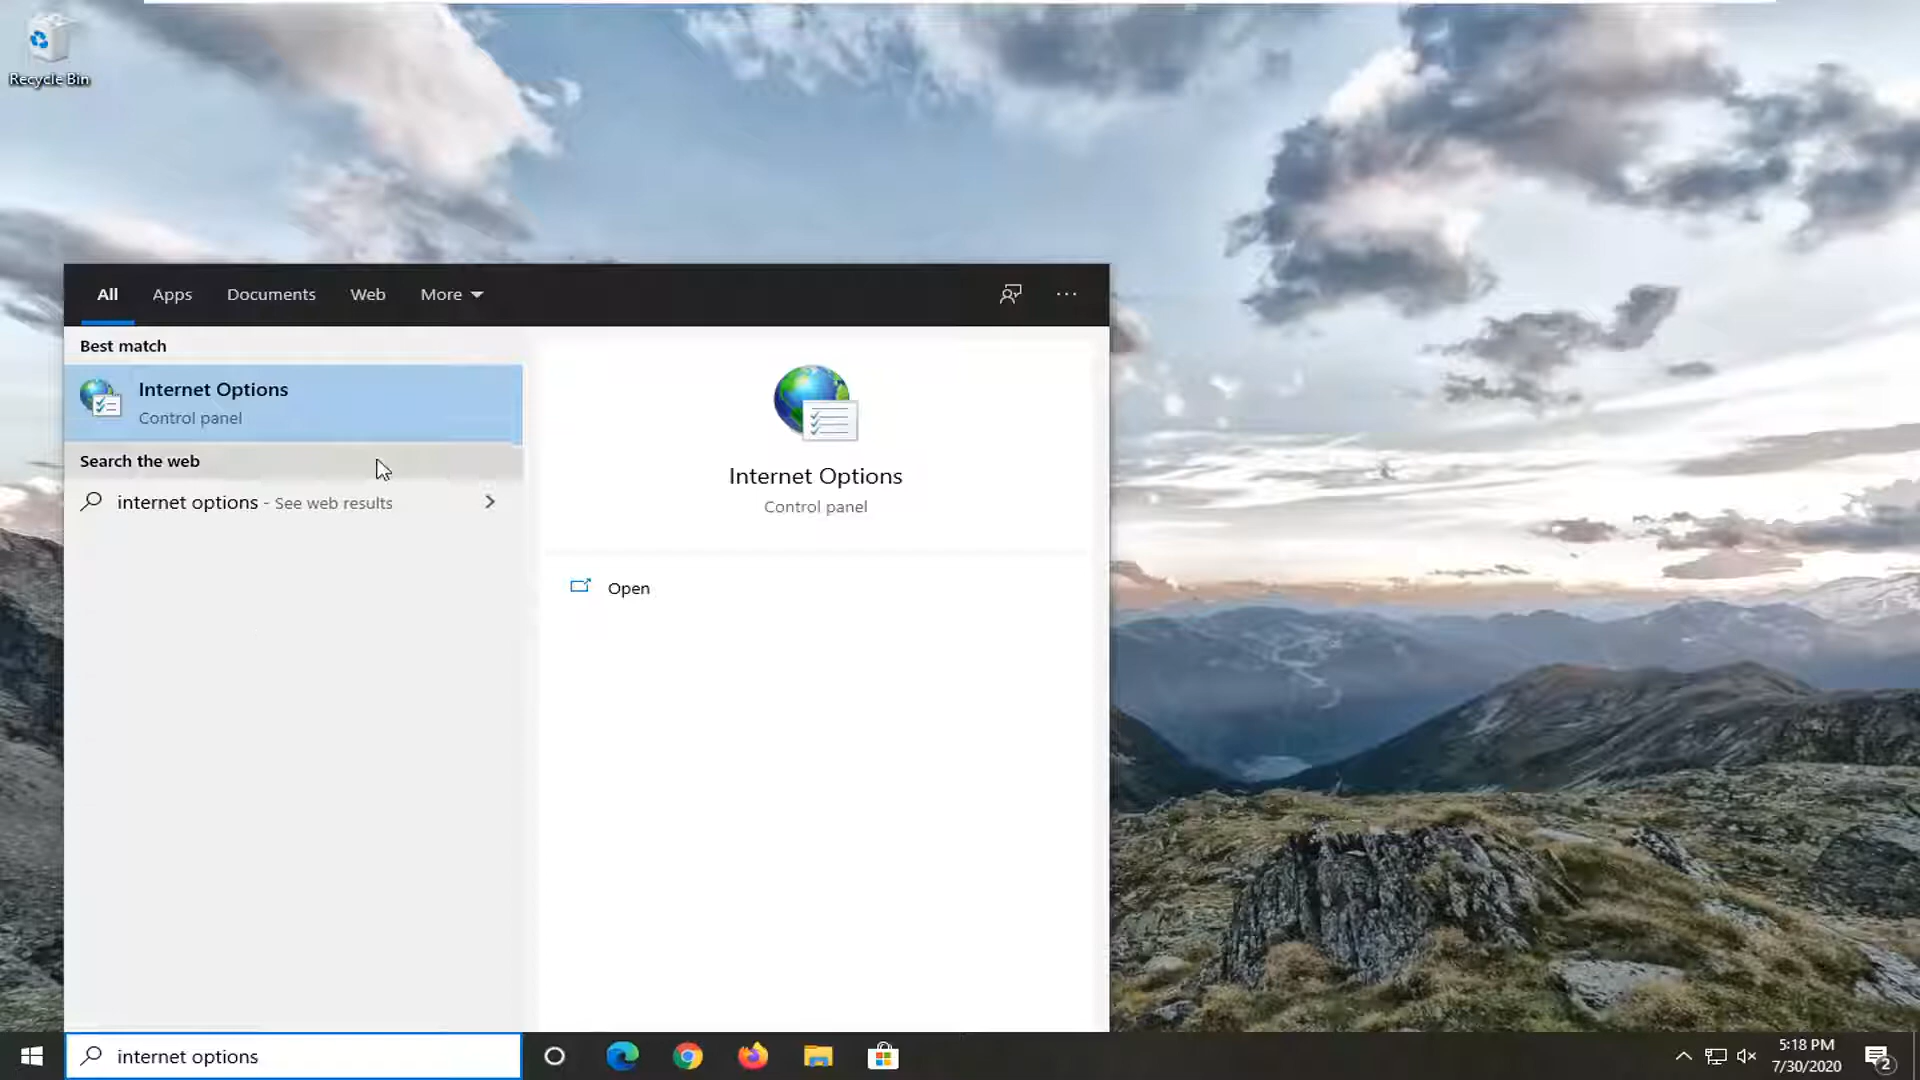 Recycle Bin
All Apps Documents Web More
Best match
Internet Options
Control panel
Search the web
internet options - See web results
Internet Options
Control panel
Open
internet options
5:18 PM
7/30/2020
2